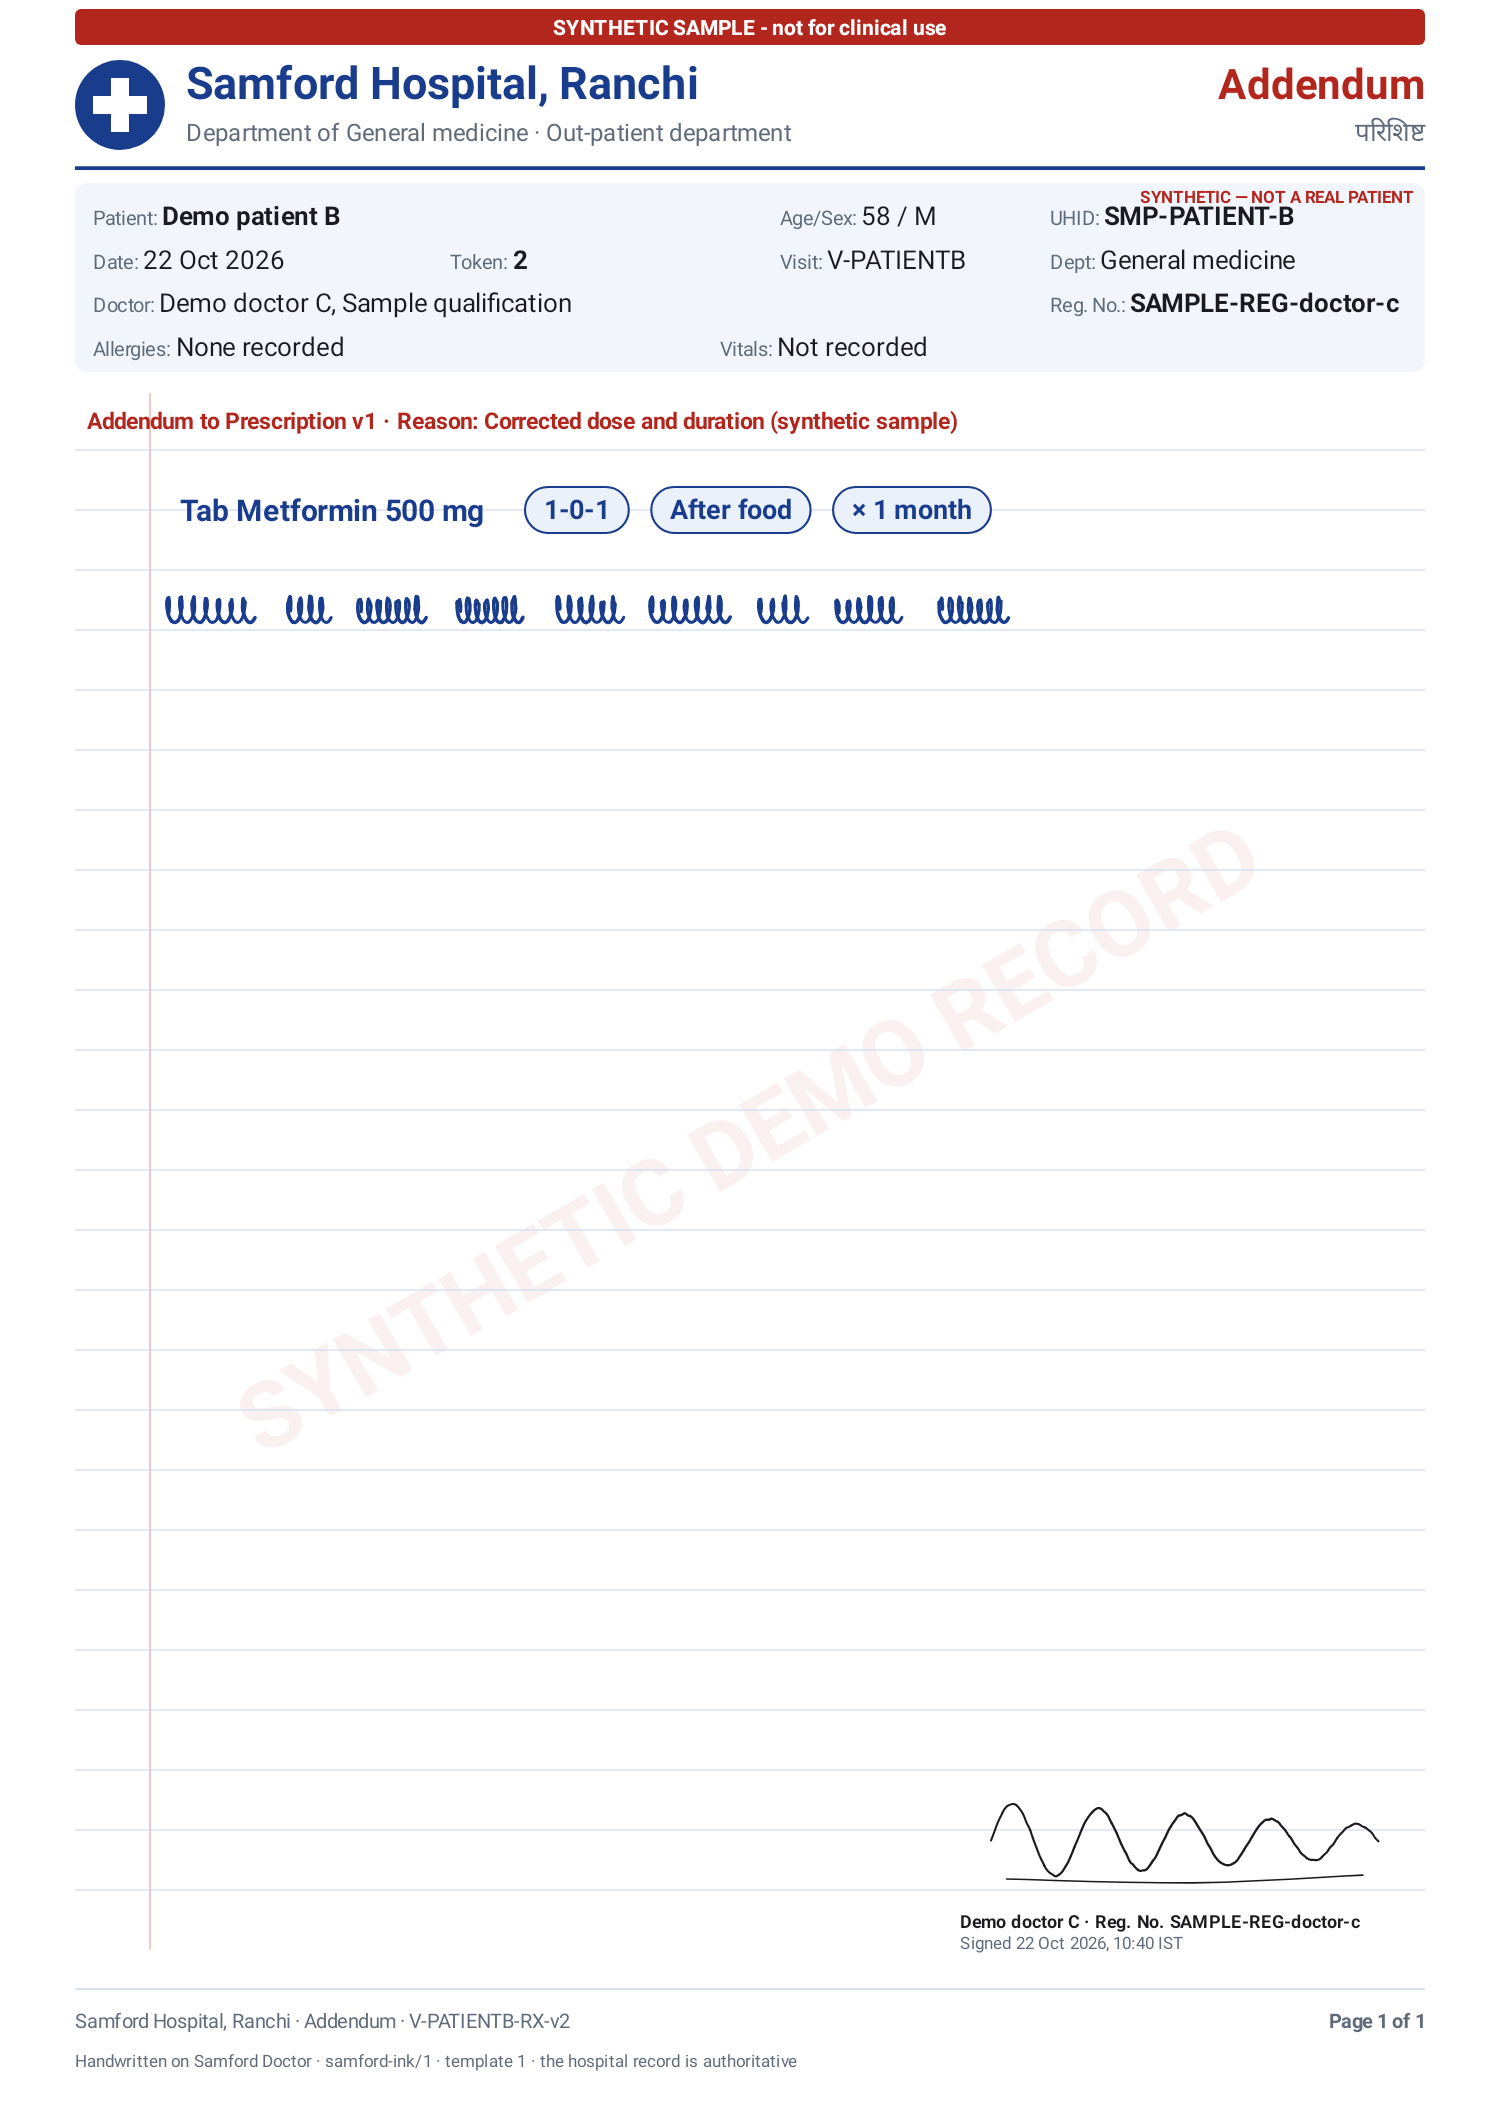 SYNTHETIC SAMPLE - not for clinical use
Samford Hospital, Ranchi
Addendum
Department of General medicine · Out-patient department
परिशिष्ट
SYNTHETIC — NOT A REAL PATIENT
Patient: Demo patient B Age/Sex: 58 / M UHID: SMP-PATIENT-B
Date: 22 Oct 2026 Token: 2 Visit: V-PATIENTB Dept: General medicine
Doctor: Demo doctor C, Sample qualification Reg. No.: SAMPLE-REG-doctor-c
Allergies: None recorded Vitals: Not recorded
Addendum to Prescription v1 · Reason: Corrected dose and duration (synthetic sample)
Tab Metformin 500 mg 1-0-1 After food × 1 month
SYNTHETIC DEMO RECORD
Demo doctor C · Reg. No. SAMPLE-REG-doctor-c
Signed 22 Oct 2026, 10:40 IST
Samford Hospital, Ranchi · Addendum · V-PATIENTB-RX-v2 Page 1 of 1
Handwritten on Samford Doctor · samford-ink/1 · template 1 · the hospital record is authoritative